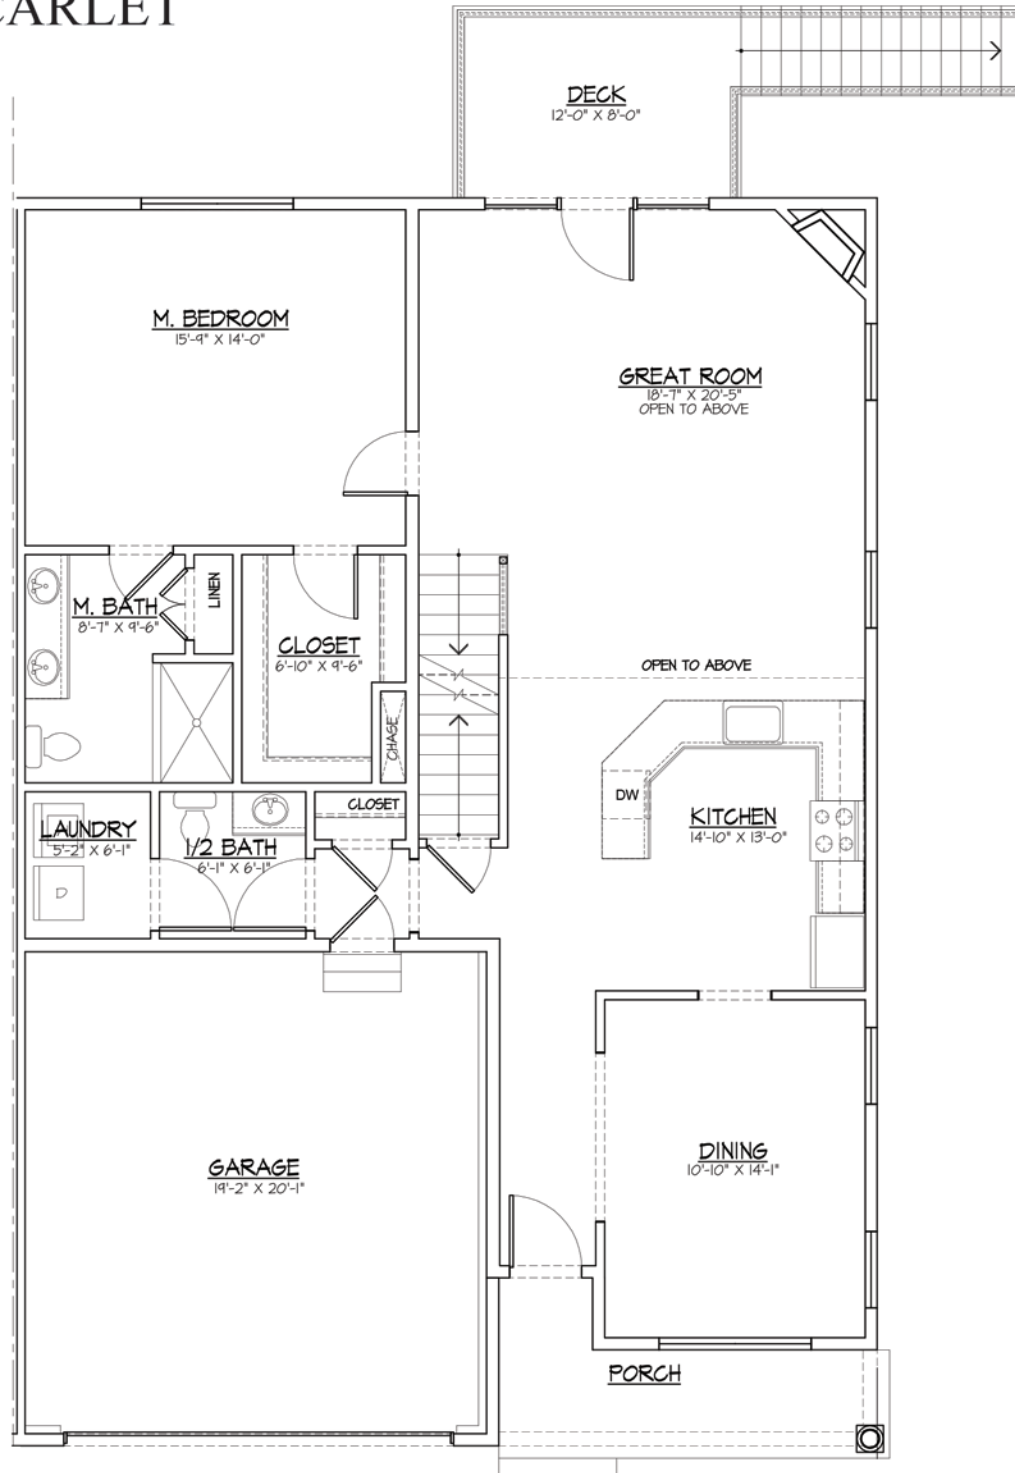 DECK
12'-0" X 8'-0"
M. BEDROOM
15'-9" X 14'-0"
GREAT ROOM
18'-7" X 20'-5"
OPEN TO ABOVE
M. BATH
8'-7" X 9'-6"
LINEN
CLOSET
6'-10" X 9'-6"
OPEN TO ABOVE
CHASE
DW
CLOSET
KITCHEN
14'-10" X 13'-0"
LAUNDRY
5'-2" X 6'-1"
1/2 BATH
6'-1" X 6'-1"
D
GARAGE
19'-2" X 20'-1"
DINING
10'-10" X 14'-1"
PORCH